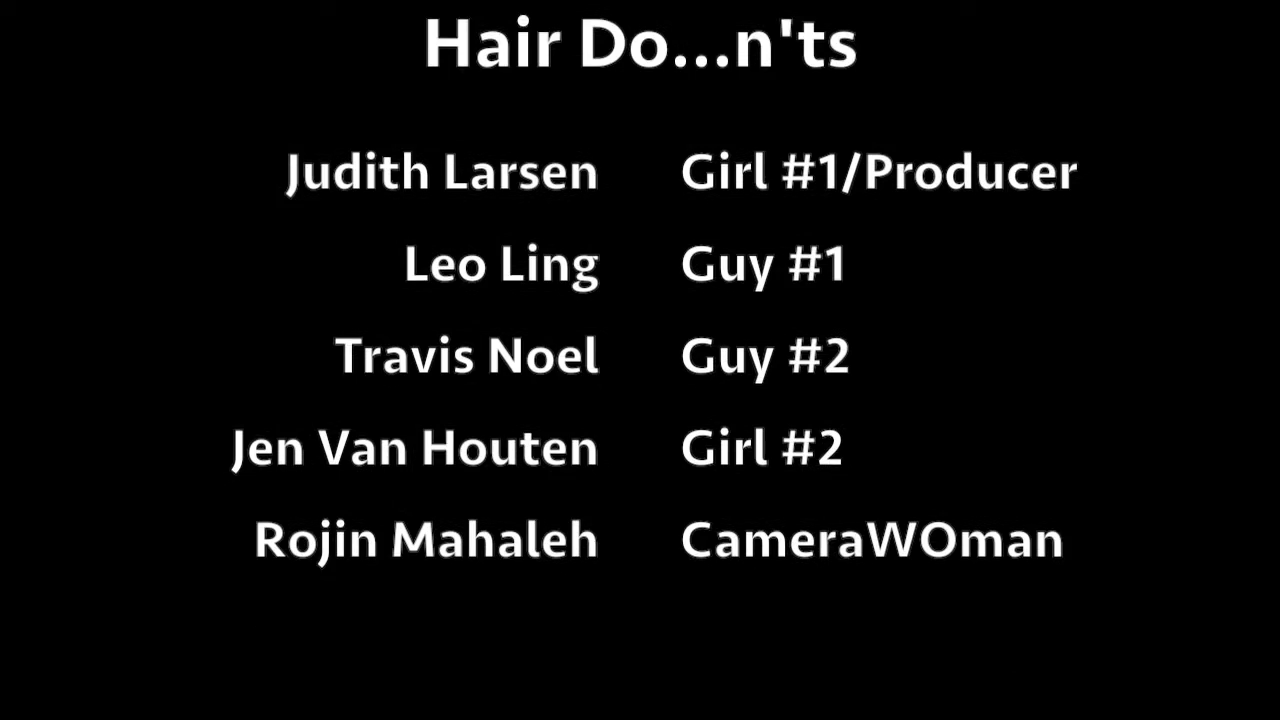 Hair Do...n'ts
Judith Larsen Girl #1/Producer
Leo Ling Guy #1
Travis Noel Guy #2
Jen Van Houten Girl #2
Rojin Mahaleh CameraWOman